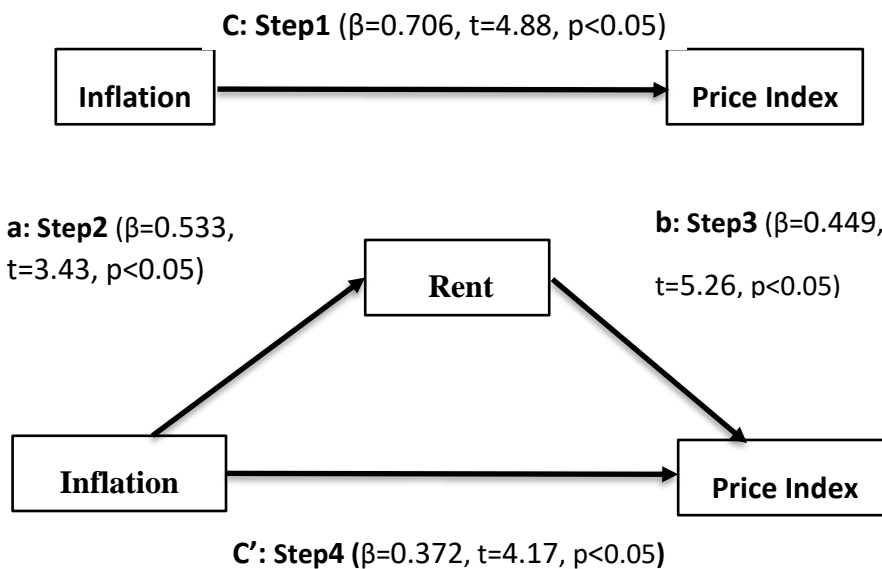 C: Step1 (β=0.706, t=4.88, p<0.05)
Inflation
Price Index
a: Step2 (β=0.533,
t=3.43, p<0.05)
b: Step3 (β=0.449,
t=5.26, p<0.05)
Rent
Inflation
Price Index
C’: Step4 (β=0.372, t=4.17, p<0.05)